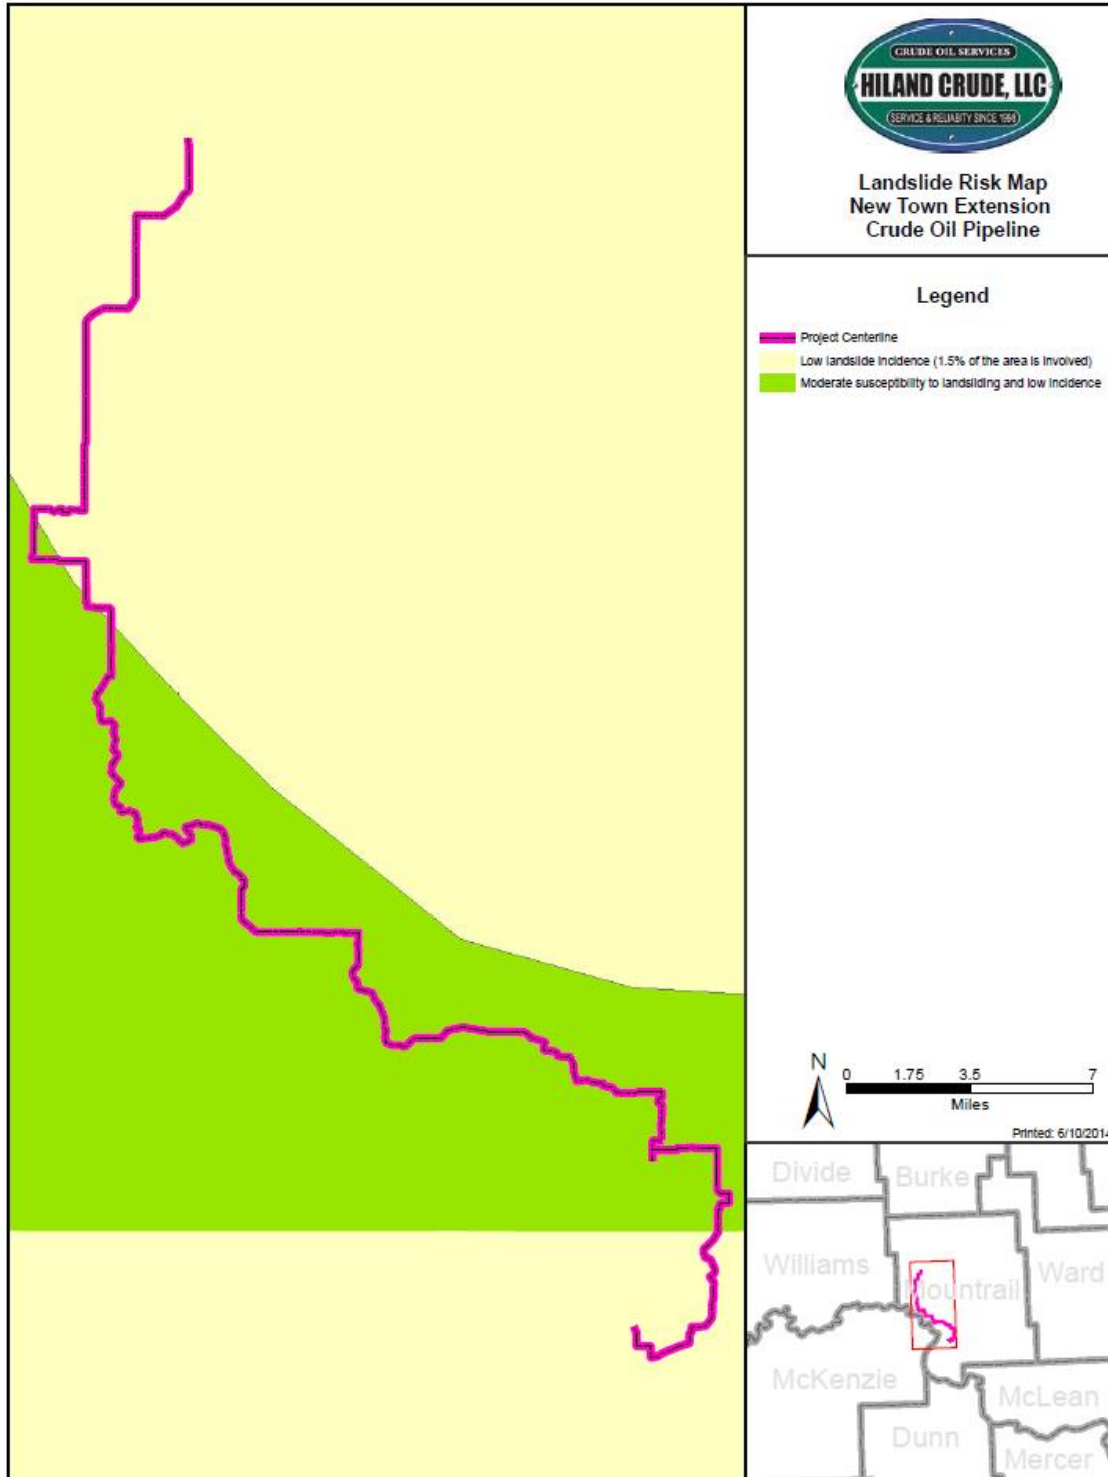 CRUDE OIL SERVICES
HILAND CRUDE, LLC
SERVICE & RELIABITY SINCE 1998
Landslide Risk Map
New Town Extension
Crude Oil Pipeline
Legend
Project Centerline
Low landslide incidence (1.5% of the area is involved)
Moderate susceptibility to landsliding and low incidence
N
0 1.75 3.5 7
Miles
Printed: 6/10/2014
Divide
Burke
Williams
Mountrail
Ward
McKenzie
McLean
Dunn
Mercer